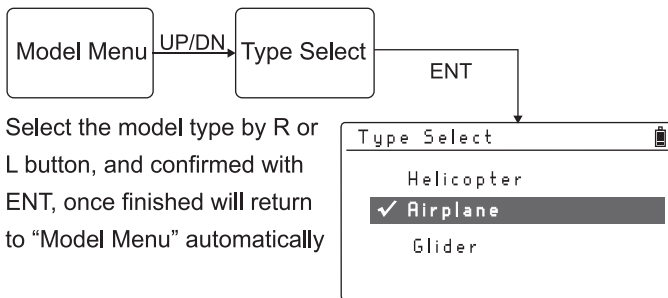 Model Menu
UP/DN
Type Select
ENT
Select the model type by R or
L button, and confirmed with
ENT, once finished will return
to “Model Menu” automatically
Type Select
Helicopter
✓ Airplane
Glider